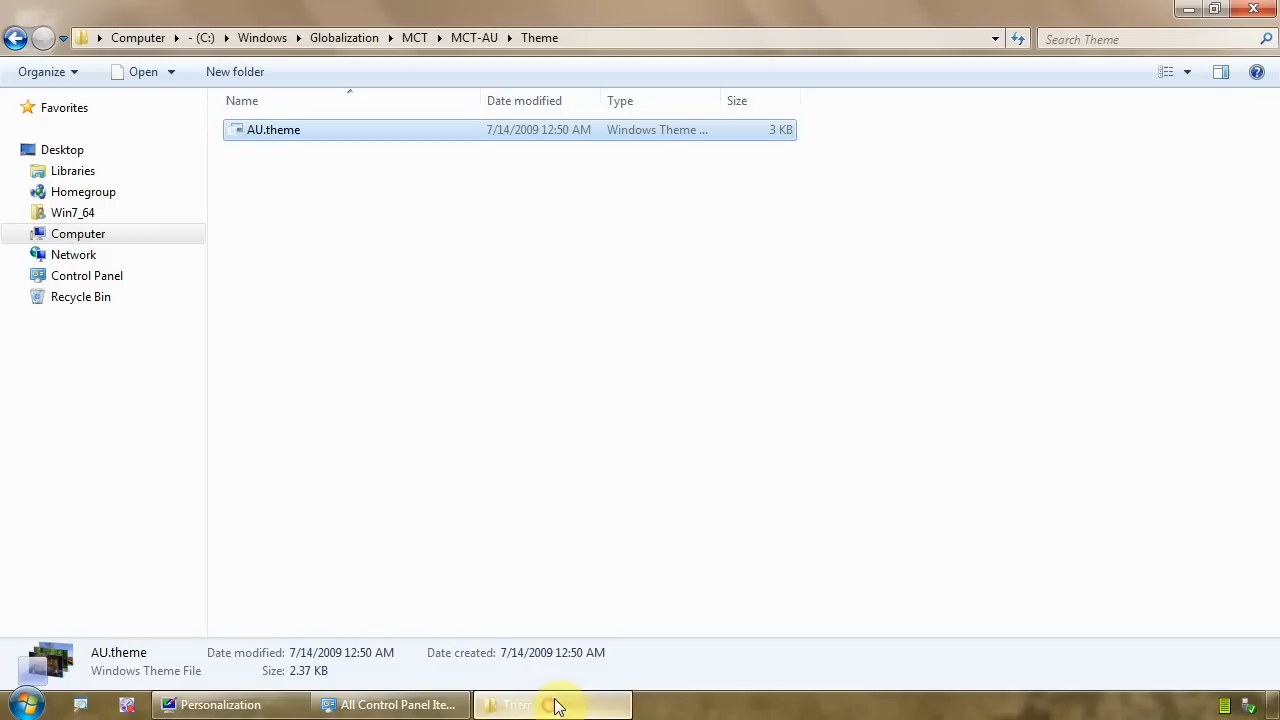 Computer - (C:) Windows Globalization MCT MCT-AU Theme
Search Theme
Organize Open New folder
Name Date modified Type Size
AU.theme 7/14/2009 12:50 AM Windows Theme ... 3 KB
Favorites
Desktop
Libraries
Homegroup
Win7_64
Computer
Network
Control Panel
Recycle Bin
AU.theme Date modified: 7/14/2009 12:50 AM Date created: 7/14/2009 12:50 AM
Windows Theme File Size: 2.37 KB
Personalization All Control Panel Ite...